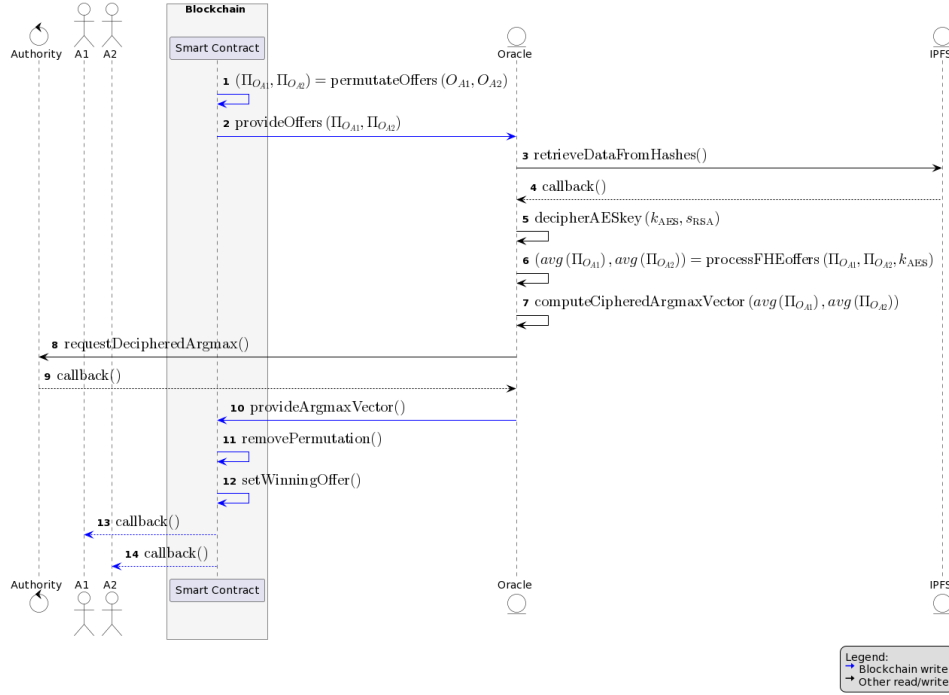 Blockchain
Authority A1 A2 Smart Contract Oracle IPFS
1 (Π_{O_{A1}}, Π_{O_{A2}}) = permutateOffers (O_{A1}, O_{A2})
2 provideOffers (Π_{O_{A1}}, Π_{O_{A2}})
3 retrieveDataFromHashes()
4 callback()
5 decipherAESkey (k_{AES}, s_{RSA})
6 (avg (Π_{O_{A1}}) , avg (Π_{O_{A2}})) = processFHEoffers (Π_{O_{A1}}, Π_{O_{A2}}, k_{AES})
7 computeCipheredArgmaxVector (avg (Π_{O_{A1}}) , avg (Π_{O_{A2}}))
8 requestDecipheredArgmax()
9 callback()
10 provideArgmaxVector()
11 removePermutation()
12 setWinningOffer()
13 callback()
14 callback()
Authority A1 A2 Smart Contract Oracle IPFS
Legend:
Blockchain write
Other read/write